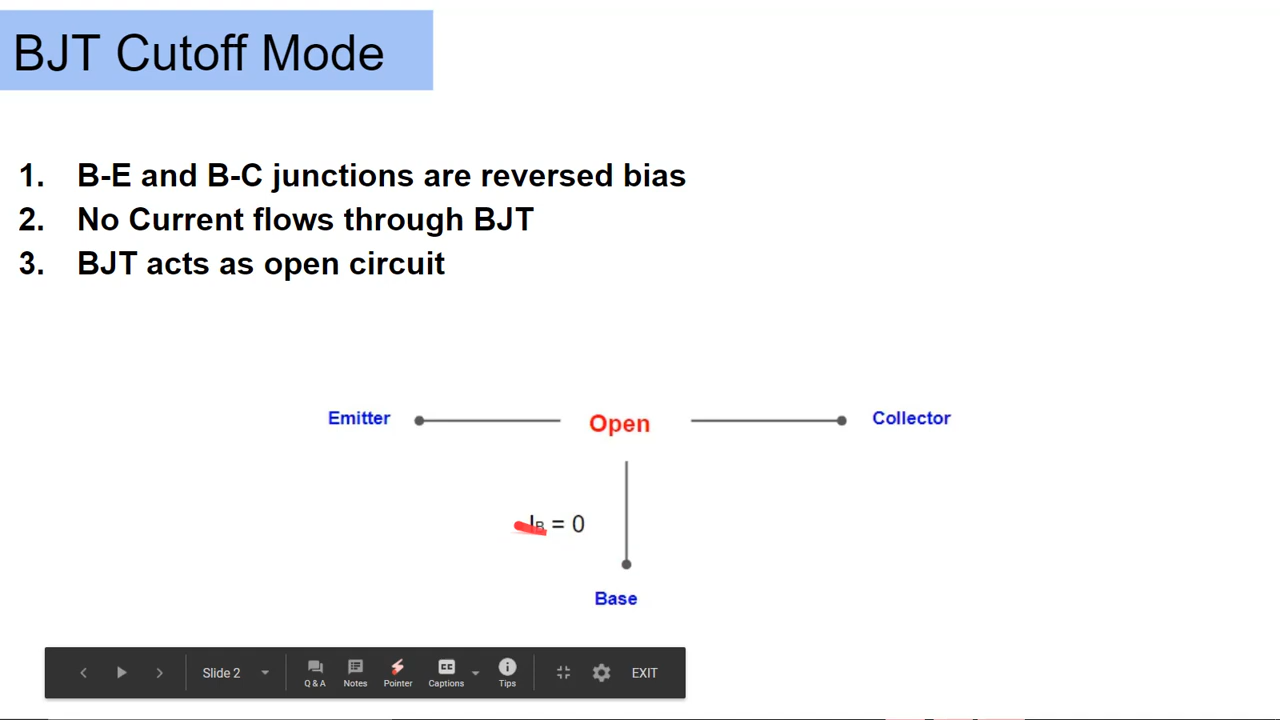 BJT Cutoff Mode
1. B-E and B-C junctions are reversed bias
2. No Current flows through BJT
3. BJT acts as open circuit
Emitter
Open
Collector
IB = 0
Base
Slide 2
Q & A
Notes
Pointer
CC
Captions
Tips
EXIT